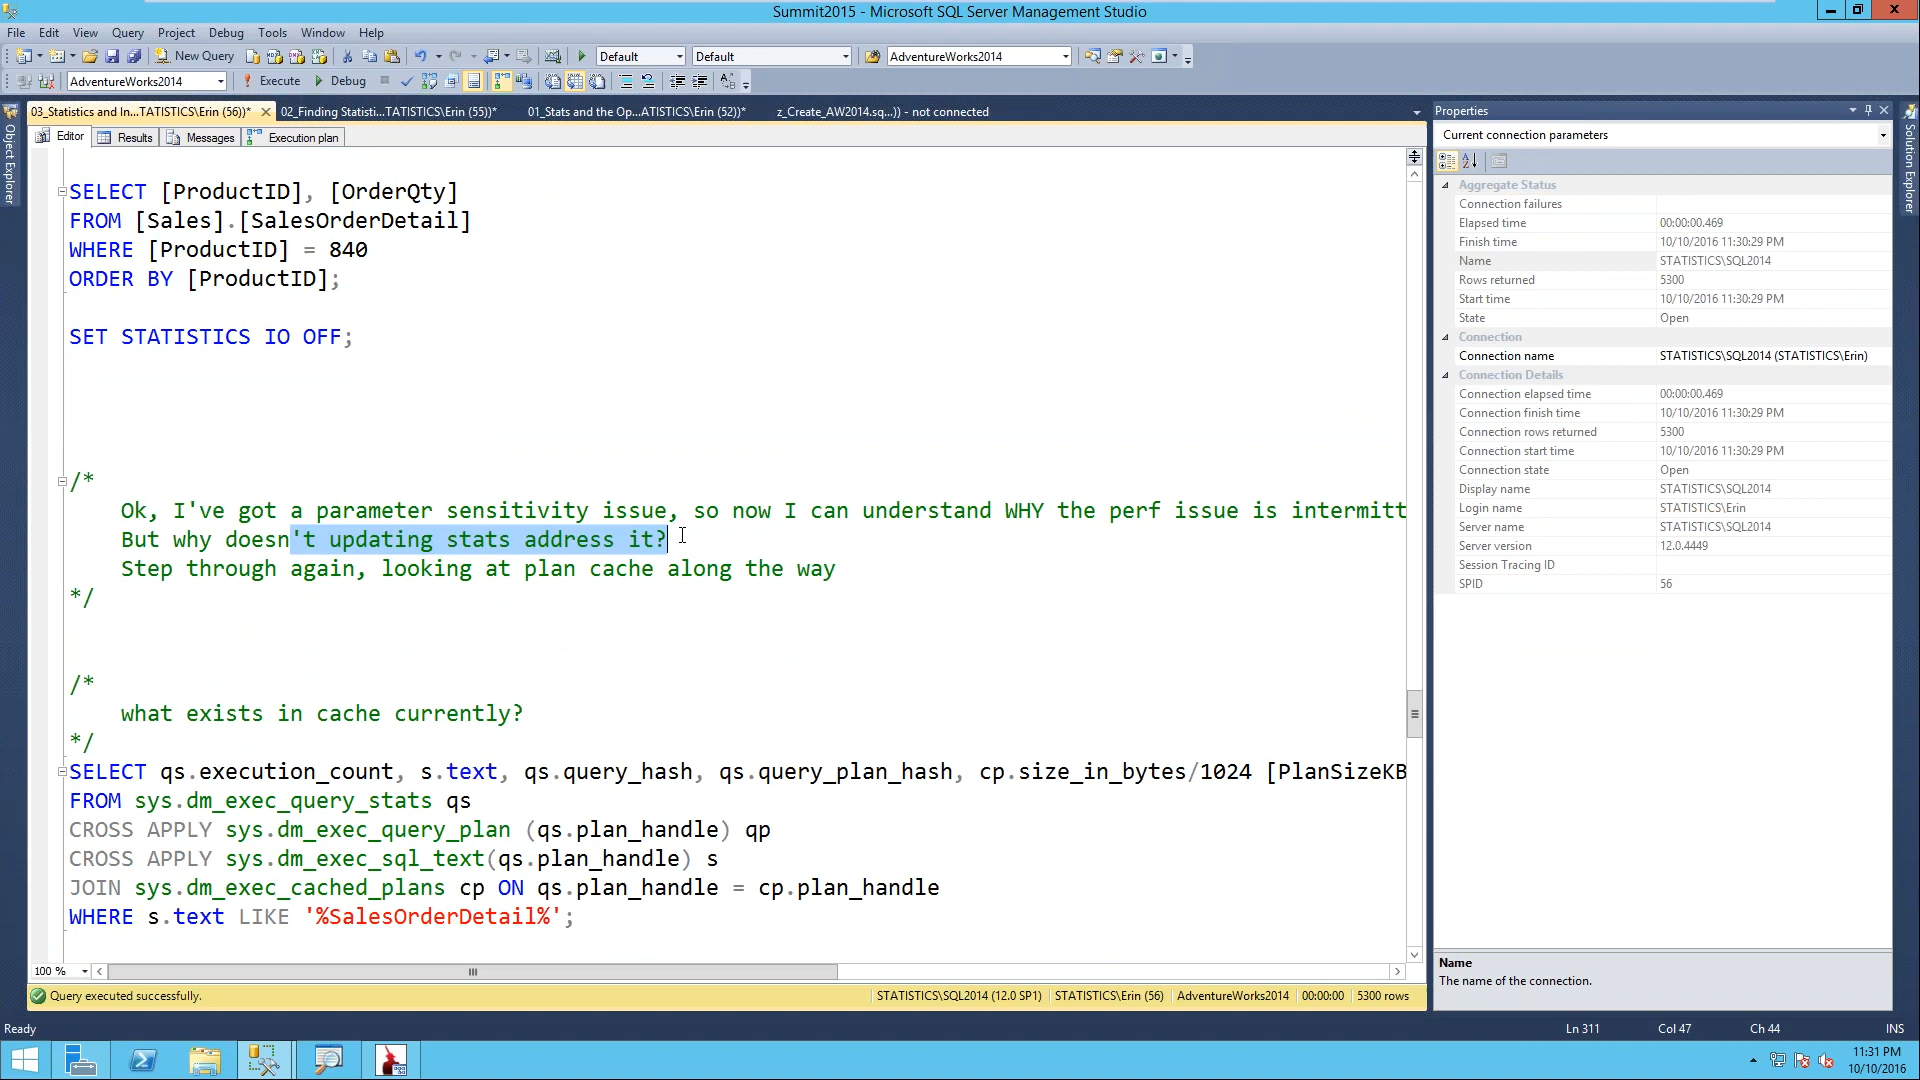 Summit2015 - Microsoft SQL Server Management Studio
File Edit View Query Project Debug Tools Window Help
New Query Default Default AdventureWorks2014
AdventureWorks2014 Execute Debug
03_Statistics and In...TATISTICS\Erin (56))* 02_Finding Statisti...TATISTICS\Erin (55))* 01_Stats and the Op...ATISTICS\Erin (52))* z_Create_AW2014.sq...)) - not connected
Editor Results Messages Execution plan
SELECT [ProductID], [OrderQty]
FROM [Sales].[SalesOrderDetail]
WHERE [ProductID] = 840
ORDER BY [ProductID];
SET STATISTICS IO OFF;
/*
Ok, I've got a parameter sensitivity issue, so now I can understand WHY the perf issue is intermitt
But why doesn't updating stats address it?
Step through again, looking at plan cache along the way
*/
/*
what exists in cache currently?
*/
SELECT qs.execution_count, s.text, qs.query_hash, qs.query_plan_hash, cp.size_in_bytes/1024 [PlanSizeKB
FROM sys.dm_exec_query_stats qs
CROSS APPLY sys.dm_exec_query_plan (qs.plan_handle) qp
CROSS APPLY sys.dm_exec_sql_text(qs.plan_handle) s
JOIN sys.dm_exec_cached_plans cp ON qs.plan_handle = cp.plan_handle
WHERE s.text LIKE '%SalesOrderDetail%';
100 %
Query executed successfully. STATISTICS\SQL2014 (12.0 SP1) STATISTICS\Erin (56) AdventureWorks2014 00:00:00 5300 rows
Object Explorer
Properties
Current connection parameters
Aggregate Status
Connection failures
Elapsed time 00:00:00.469
Finish time 10/10/2016 11:30:29 PM
Name STATISTICS\SQL2014
Rows returned 5300
Start time 10/10/2016 11:30:29 PM
State Open
Connection
Connection name STATISTICS\SQL2014 (STATISTICS\Erin)
Connection Details
Connection elapsed time 00:00:00.469
Connection finish time 10/10/2016 11:30:29 PM
Connection rows returned 5300
Connection start time 10/10/2016 11:30:29 PM
Connection state Open
Display name STATISTICS\SQL2014
Login name STATISTICS\Erin
Server name STATISTICS\SQL2014
Server version 12.0.4449
Session Tracing ID
SPID 56
Name
The name of the connection.
Solution Explorer
Ready Ln 311 Col 47 Ch 44 INS
11:31 PM
10/10/2016